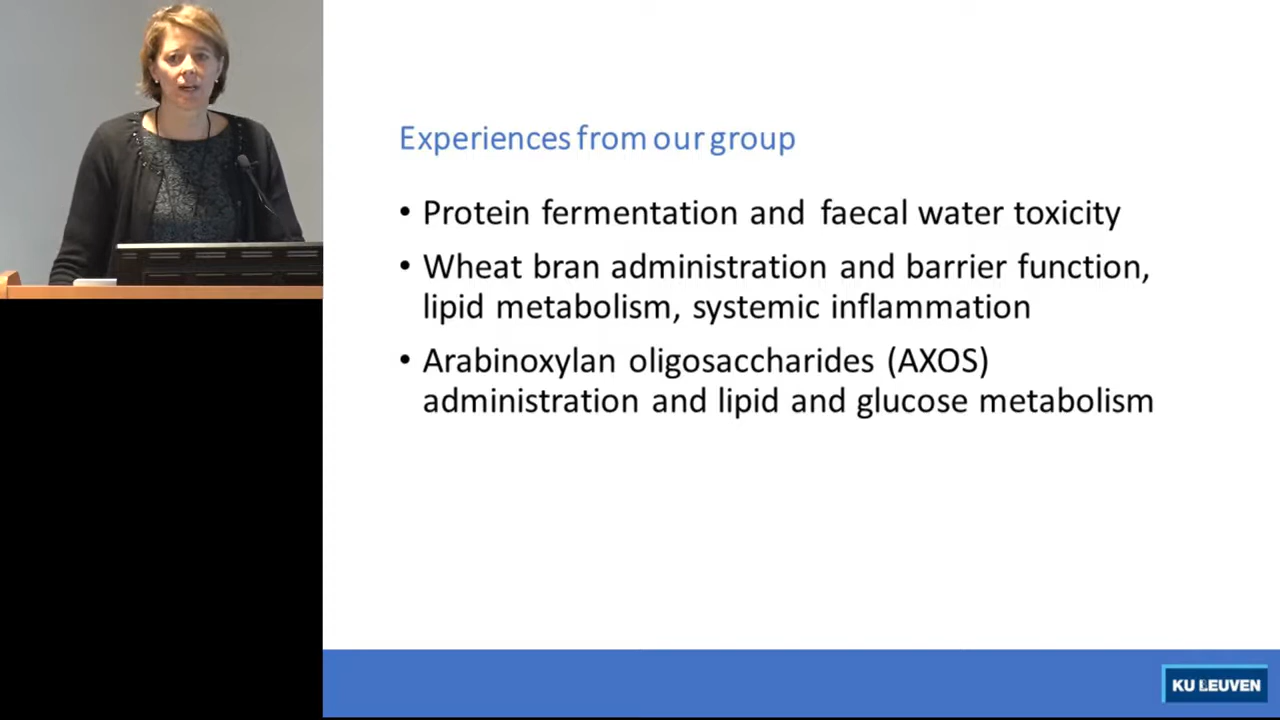 Experiences from our group
• Protein fermentation and faecal water toxicity
• Wheat bran administration and barrier function,
lipid metabolism, systemic inflammation
• Arabinoxylan oligosaccharides (AXOS)
administration and lipid and glucose metabolism
KU LEUVEN